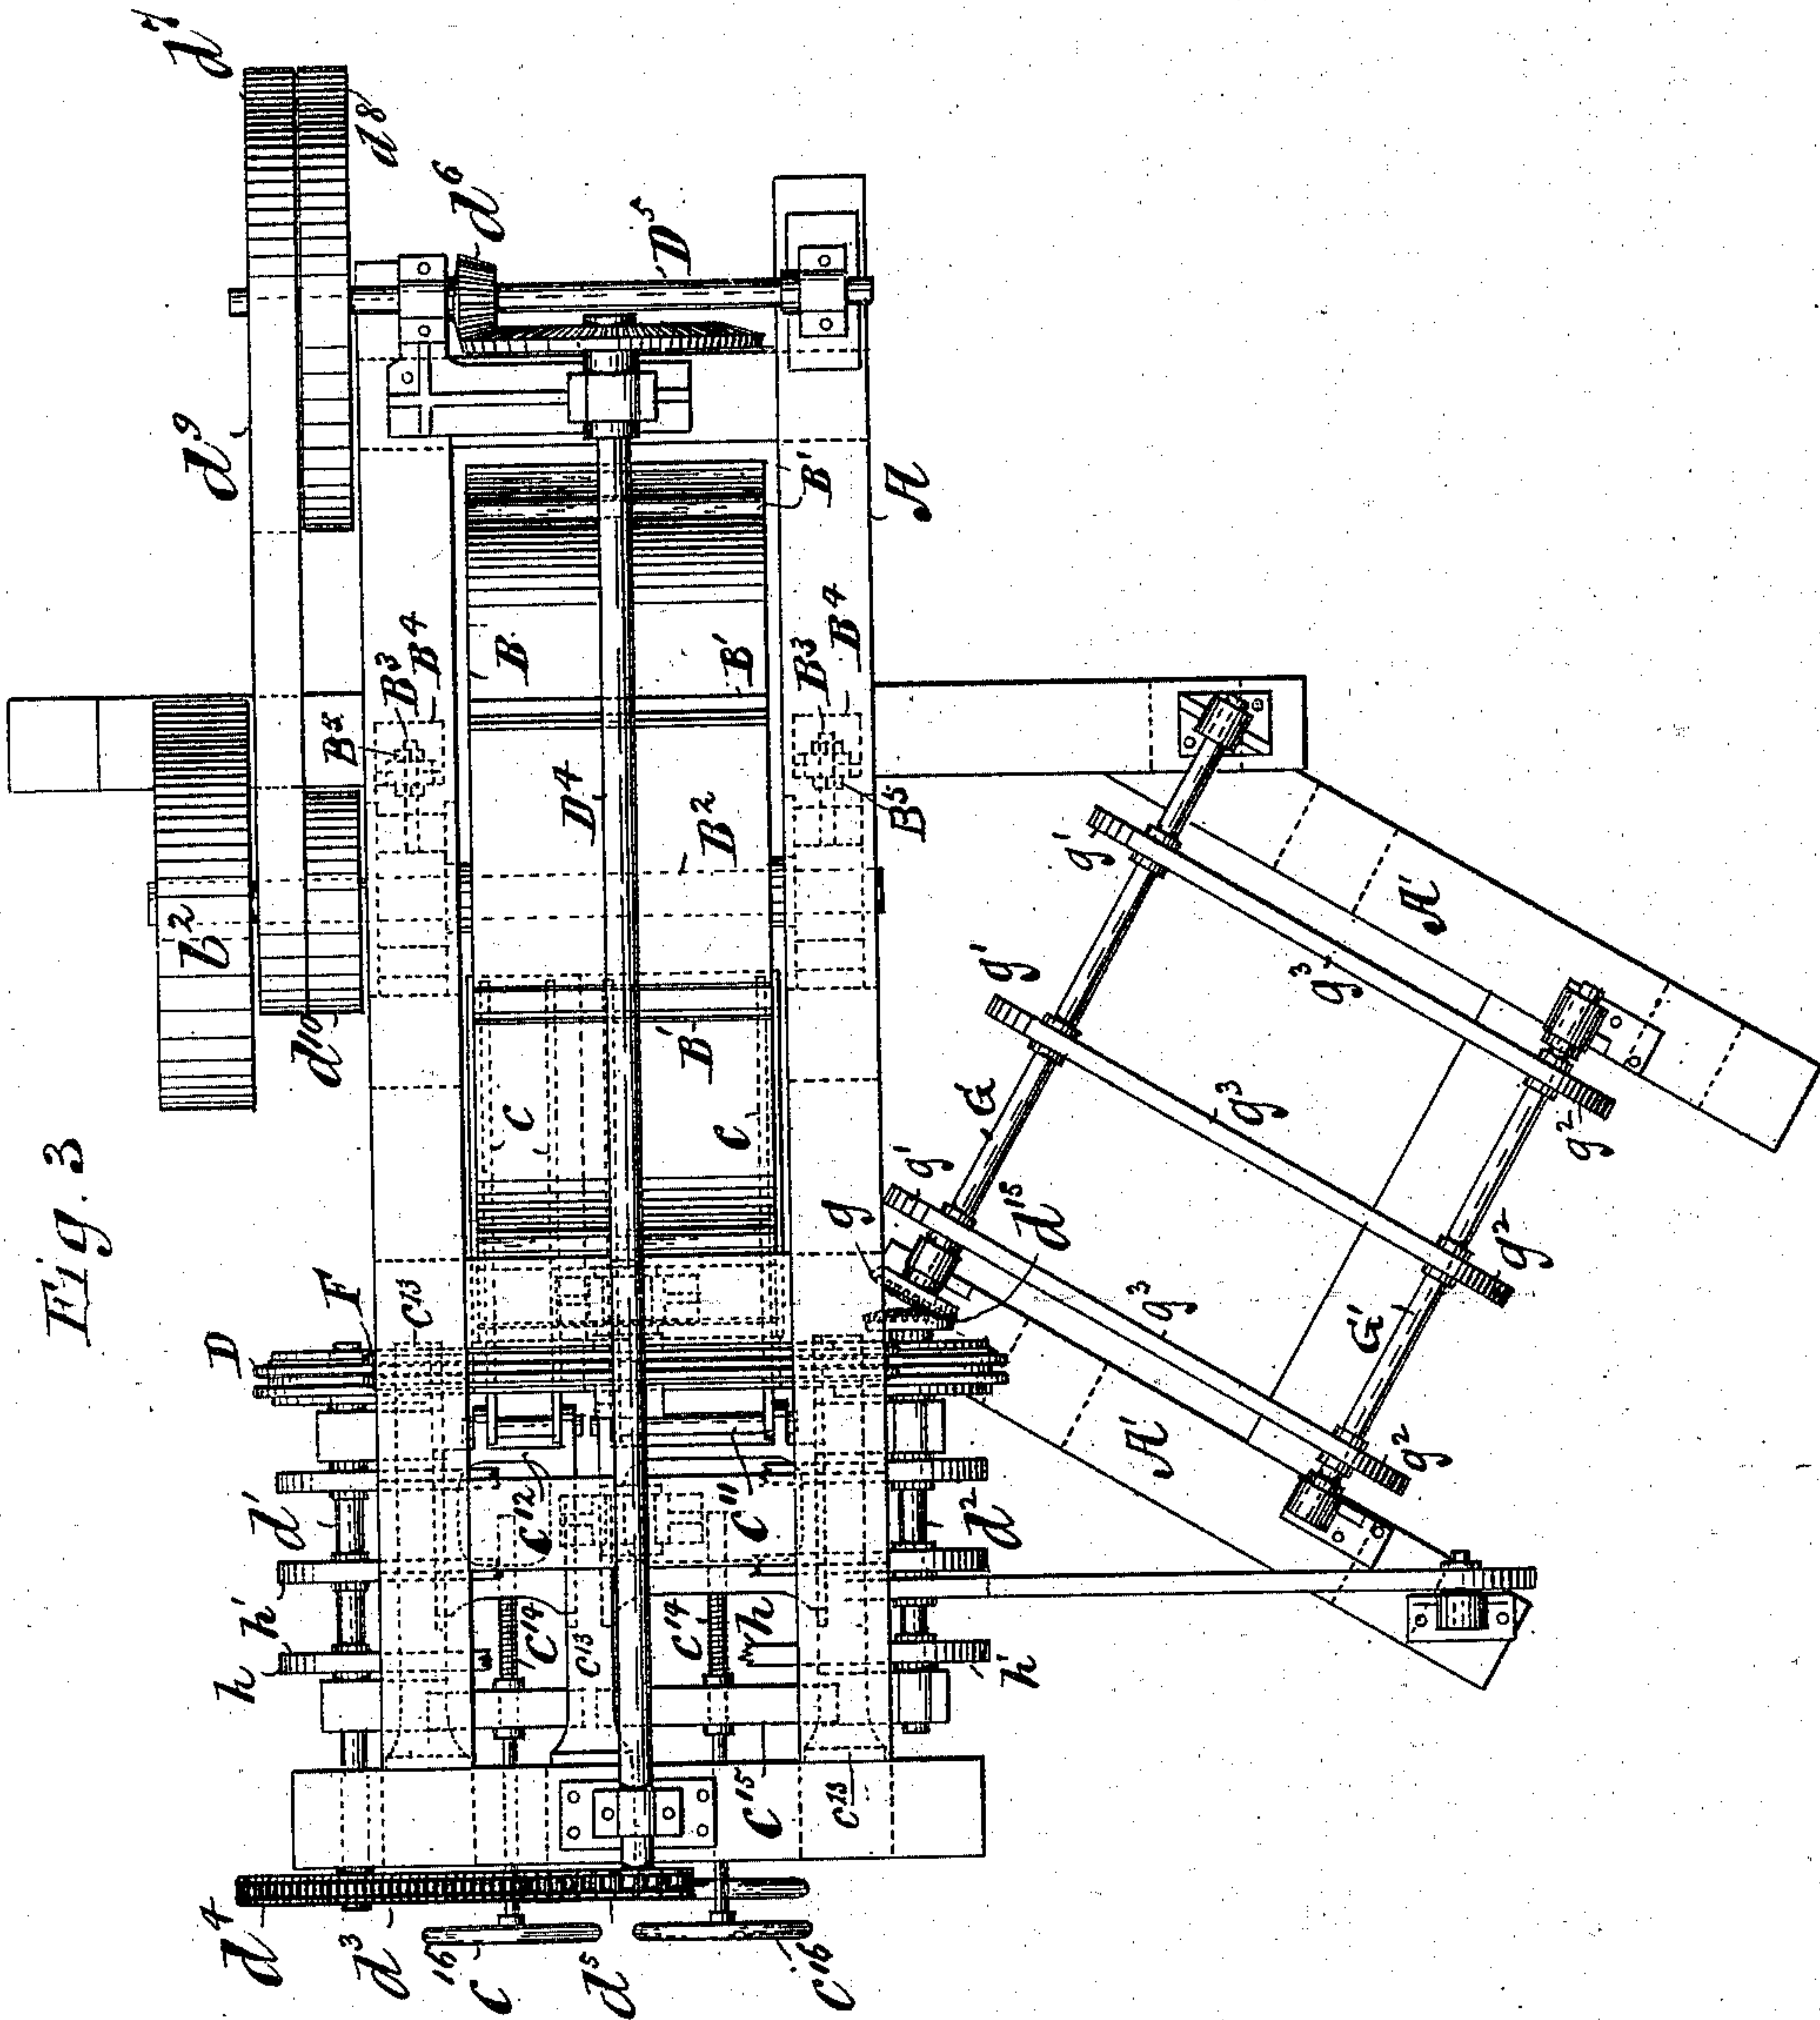 Fig. 3
d⁷
d⁸
d⁶
D⁵
d⁹
B'
A
B
B³
B⁴
B'
B³
B⁴
B⁵
D⁴
B²
B⁵
b²
d¹⁰
g'
A'
g'
g³
C
B'
C
G
g³
g'
g
d¹⁵
g²
F
C¹³
D
g³
G'
g²
A'
g²
d'
C¹²
C¹¹
d²
h'
C¹⁴
C¹³
C¹⁴
h
h
h'
C¹⁵
C¹³
d⁴
d³
C¹⁶
d⁵
C¹⁶